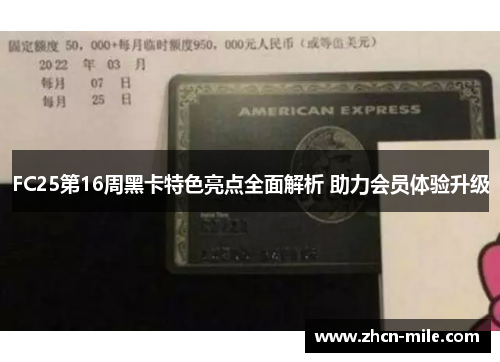 固定额度 50，000+每月临时额度950，000元人民币（或等值美元）
2022 年 03 月
每月 07 日
每月 25 日
AMERICAN EXPRESS
FC25第16周黑卡特色亮点全面解析 助力会员体验升级
www.zhcn-mile.com